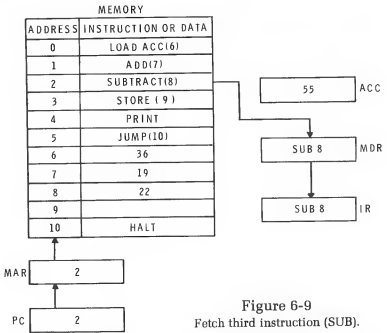 MEMORY
ADDRESS INSTRUCTION OR DATA
0 LOAD ACC(6)
1 ADD(7)
2 SUBTRACT(8)
3 STORE ( 9 )
4 PRINT
5 JUMP(10)
6 36
7 19
8 22
9
10 HALT
55 ACC
SUB 8 MDR
SUB 8 IR
MAR 2
PC 2
Figure 6-9
Fetch third instruction (SUB).